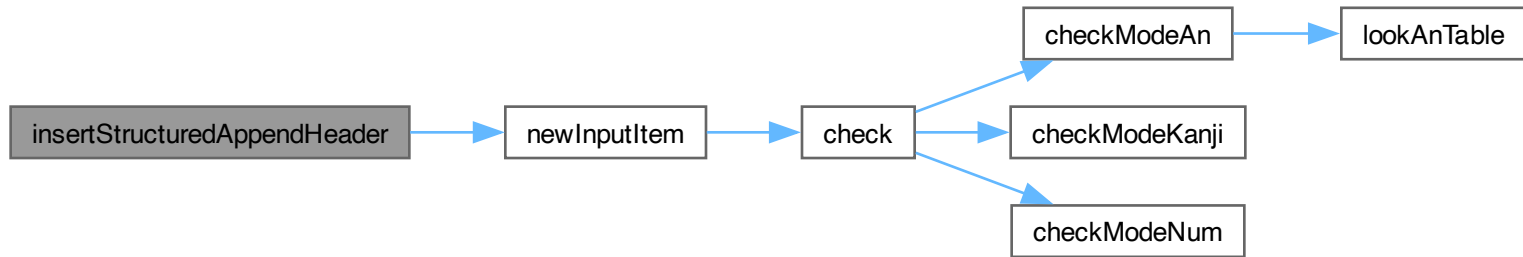 insertStructuredAppendHeader
newInputItem
check
checkModeAn
lookAnTable
checkModeKanji
checkModeNum